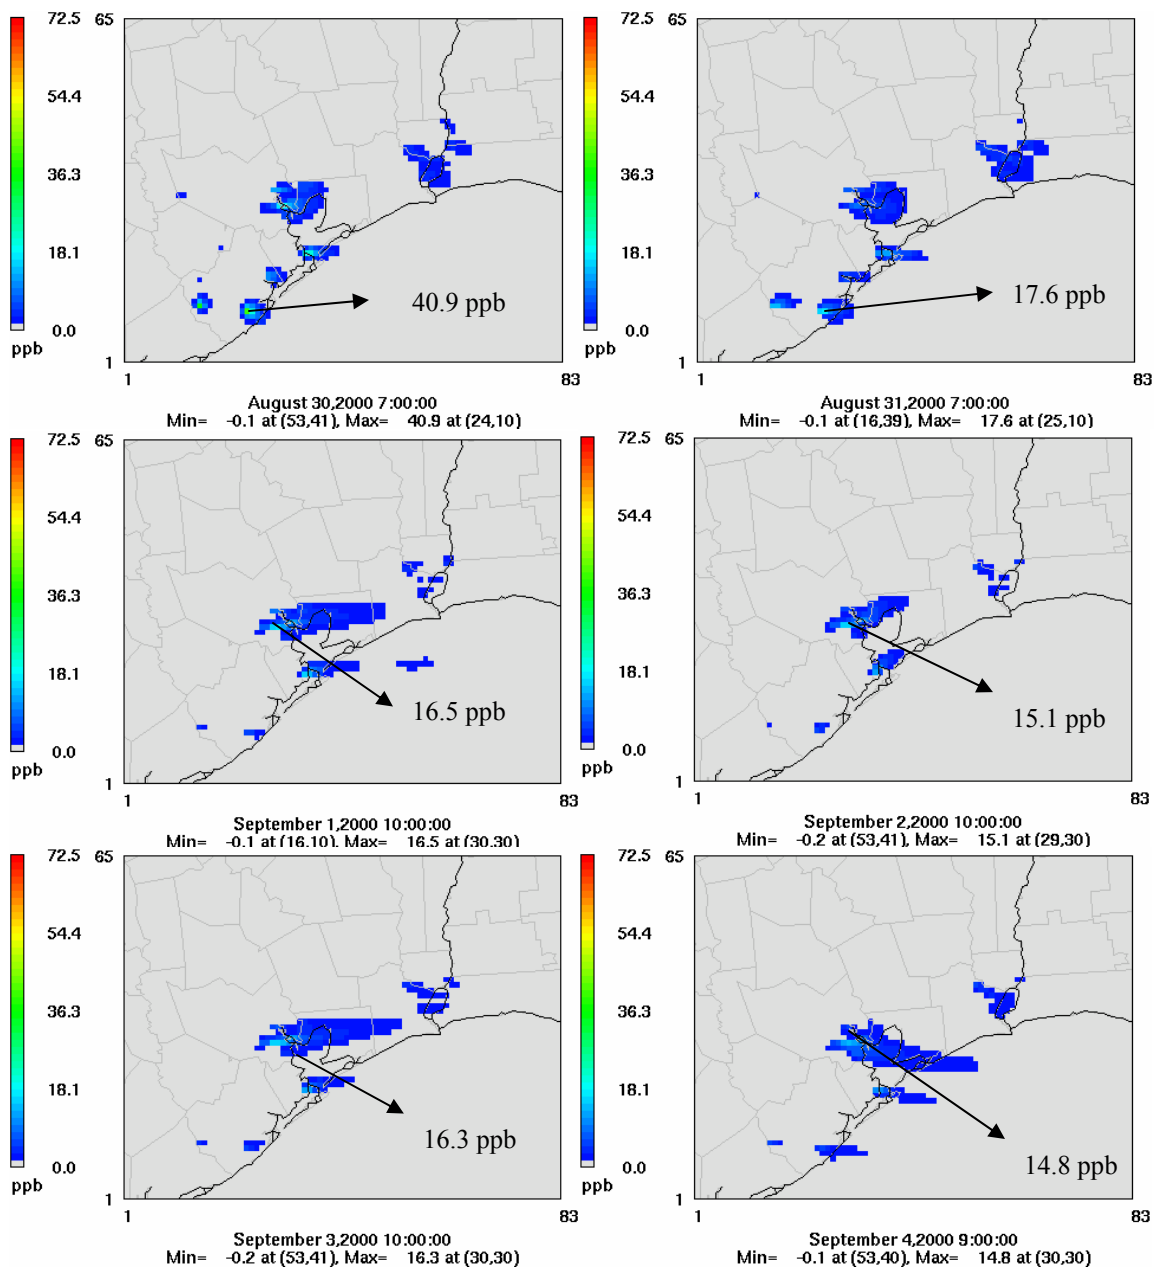 72.5
54.4
36.3
18.1
0.0
ppb
65
1
1
83
40.9 ppb
August 30,2000 7:00:00
Min= -0.1 at (53,41), Max= 40.9 at (24,10)
72.5
54.4
36.3
18.1
0.0
ppb
65
1
1
83
17.6 ppb
August 31,2000 7:00:00
Min= -0.1 at (16,39), Max= 17.6 at (25,10)
72.5
54.4
36.3
18.1
0.0
ppb
65
1
1
83
16.5 ppb
September 1,2000 10:00:00
Min= -0.1 at (16,10), Max= 16.5 at (30,30)
72.5
54.4
36.3
18.1
0.0
ppb
65
1
1
83
15.1 ppb
September 2,2000 10:00:00
Min= -0.2 at (53,41), Max= 15.1 at (29,30)
72.5
54.4
36.3
18.1
0.0
ppb
65
1
1
83
16.3 ppb
September 3,2000 10:00:00
Min= -0.2 at (53,41), Max= 16.3 at (30,30)
72.5
54.4
36.3
18.1
0.0
ppb
65
1
1
83
14.8 ppb
September 4,2000 9:00:00
Min= -0.1 at (53,40), Max= 14.8 at (30,30)